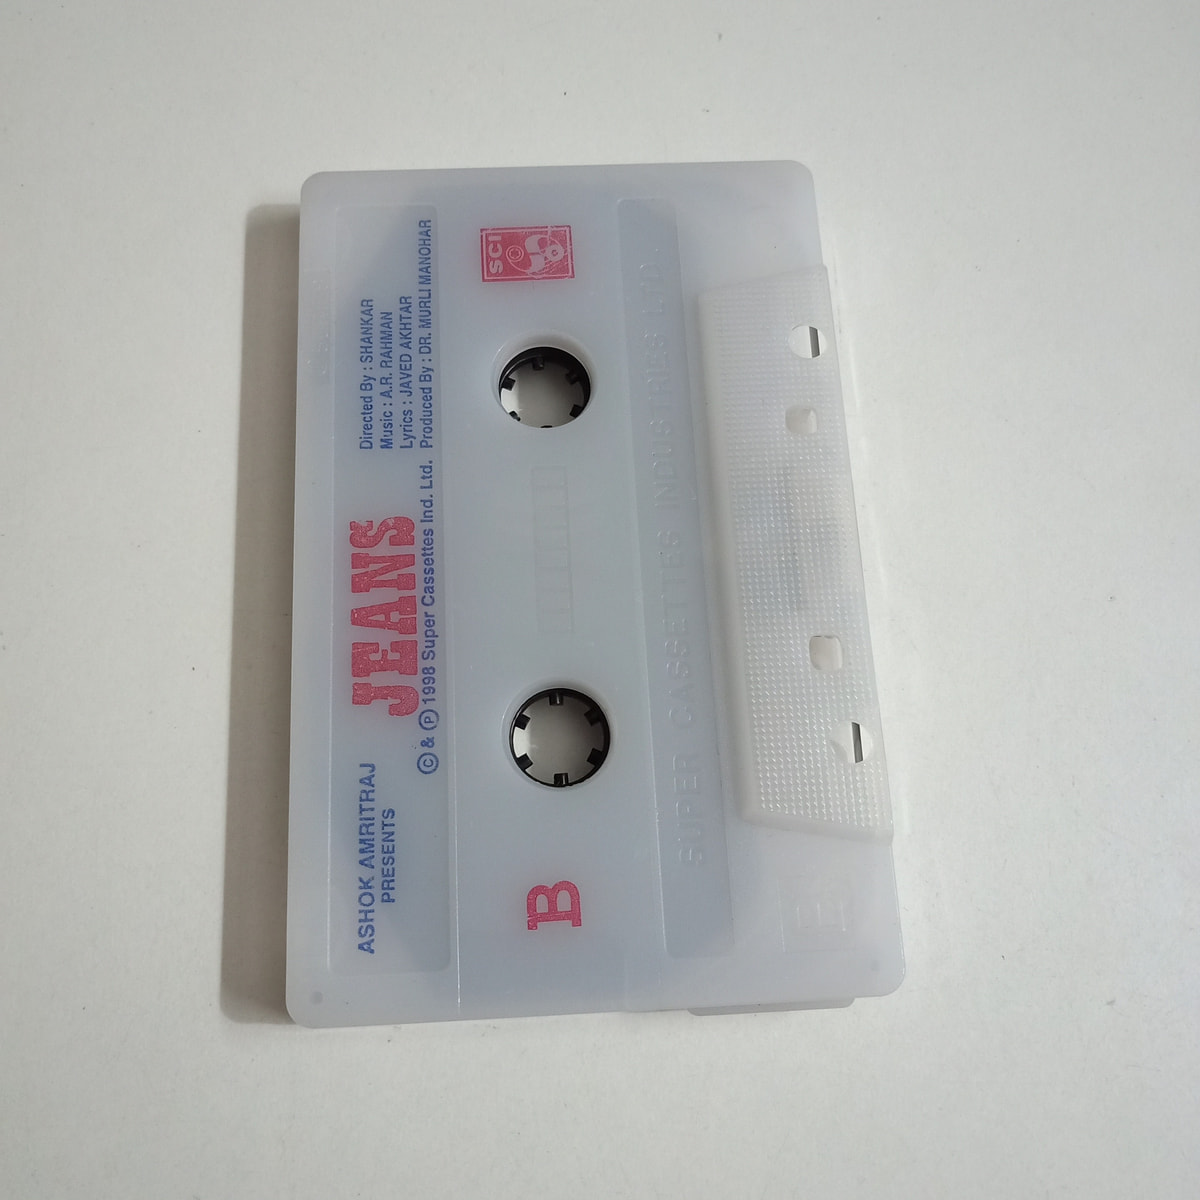 ASHOK AMRITRAJ
PRESENTS
JEANS
Directed By : SHANKAR
Music : A.R. RAHMAN
Lyrics : JAVED AKHTAR
Produced By : DR. MURLI MANOHAR
© & ℗ 1998 Super Cassettes Ind. Ltd.
B
SCI
SUPER CASSETTES INDUSTRIES LTD.